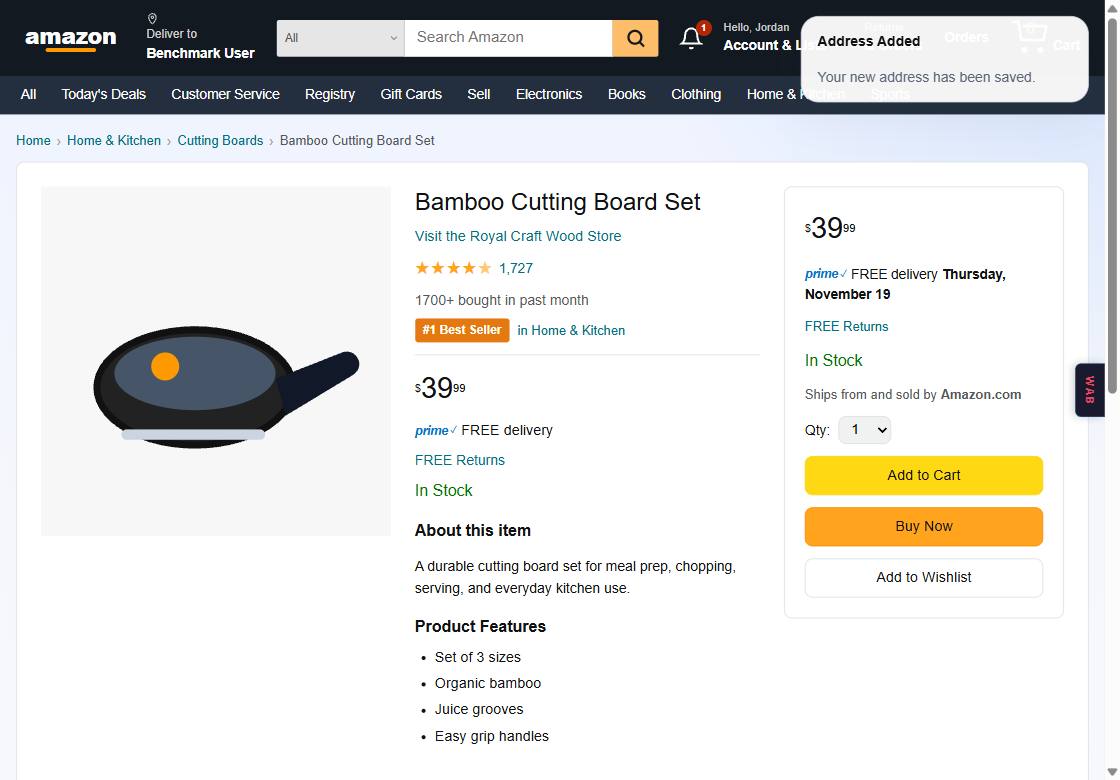 amazon
Deliver to
Benchmark User
All
Search Amazon
1
Hello, Jordan
Account &
Orders
Cart
Address Added
Your new address has been saved.
All
Today's Deals
Customer Service
Registry
Gift Cards
Sell
Electronics
Books
Clothing
Home & Kitchen
Sports
Home › Home & Kitchen › Cutting Boards › Bamboo Cutting Board Set
Bamboo Cutting Board Set
Visit the Royal Craft Wood Store
1,727
1700+ bought in past month
#1 Best Seller in Home & Kitchen
$3999
prime✓ FREE delivery
FREE Returns
In Stock
About this item
A durable cutting board set for meal prep, chopping,
serving, and everyday kitchen use.
Product Features
• Set of 3 sizes
• Organic bamboo
• Juice grooves
• Easy grip handles
$3999
prime✓ FREE delivery Thursday,
November 19
FREE Returns
In Stock
Ships from and sold by Amazon.com
Qty: 1
Add to Cart
Buy Now
Add to Wishlist
WAB